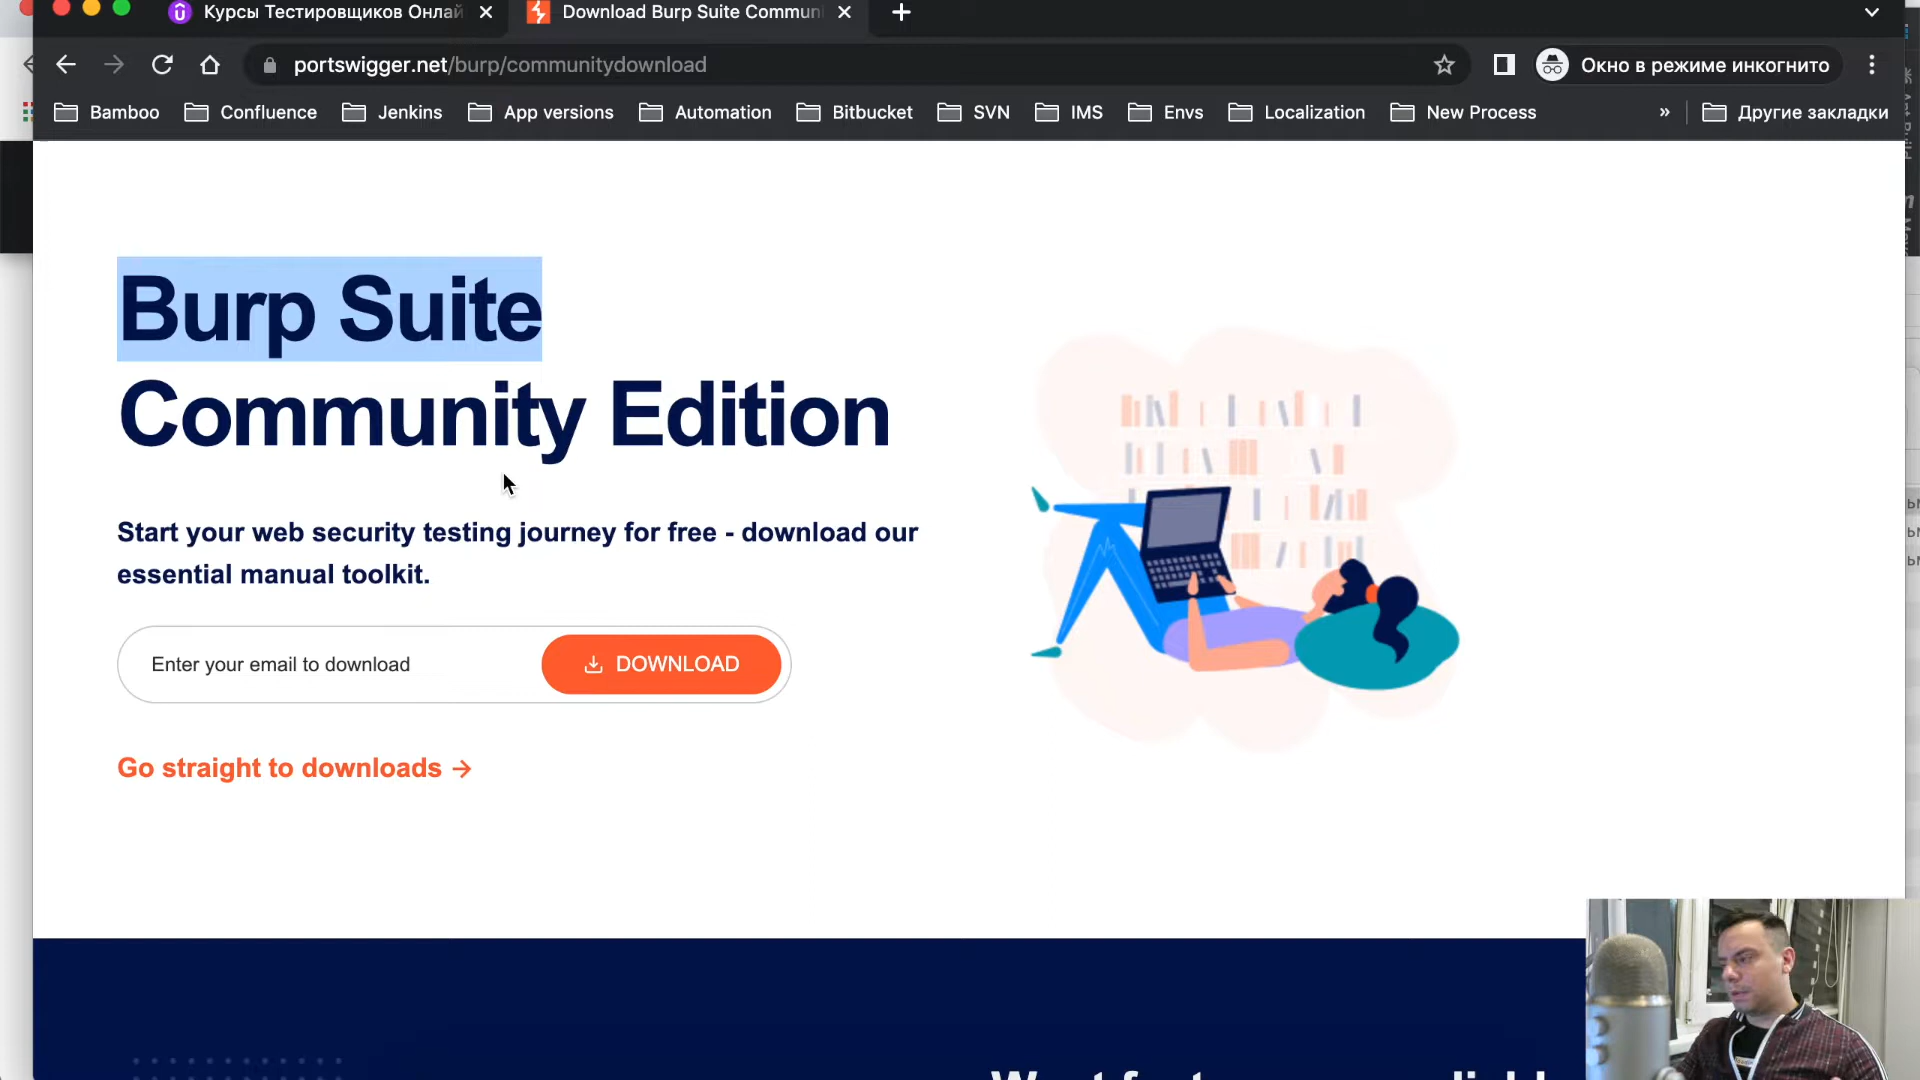 Курсы Тестировщиков Онлай
Download Burp Suite Commun
portswigger.net/burp/communitydownload
Окно в режиме инкогнито
Bamboo
Confluence
Jenkins
App versions
Automation
Bitbucket
SVN
IMS
Envs
Localization
New Process
»
Другие закладки
Burp Suite
Community Edition
Start your web security testing journey for free - download our
essential manual toolkit.
Enter your email to download
DOWNLOAD
Go straight to downloads →